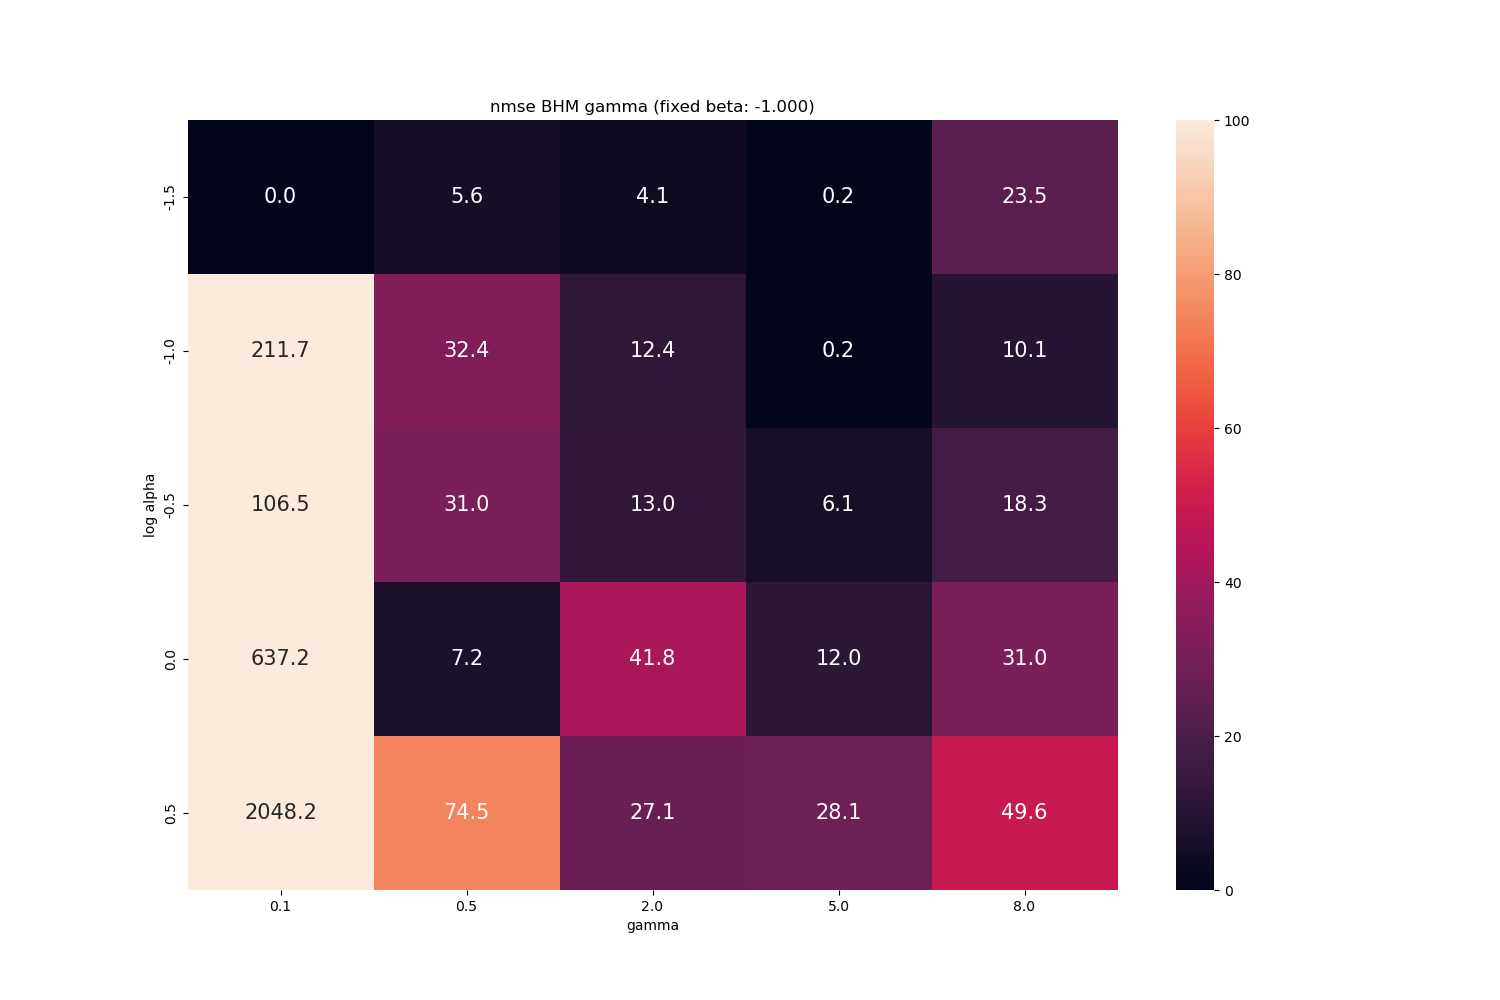 nmse BHM gamma (fixed beta: -1.000)
-1.5 0.0 5.6 4.1 0.2 23.5
-1.0 211.7 32.4 12.4 0.2 10.1
-0.5 106.5 31.0 13.0 6.1 18.3
0.0 637.2 7.2 41.8 12.0 31.0
0.5 2048.2 74.5 27.1 28.1 49.6
log alpha
0.1 0.5 2.0 5.0 8.0
gamma
100
80
60
40
20
0